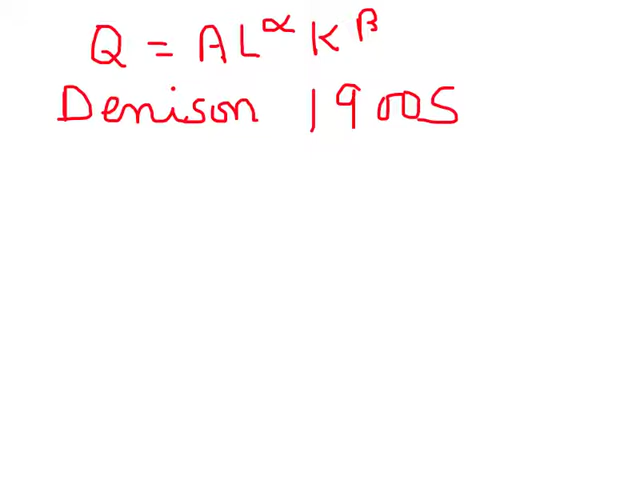 Q = AL^α K^β
Denison 1900s